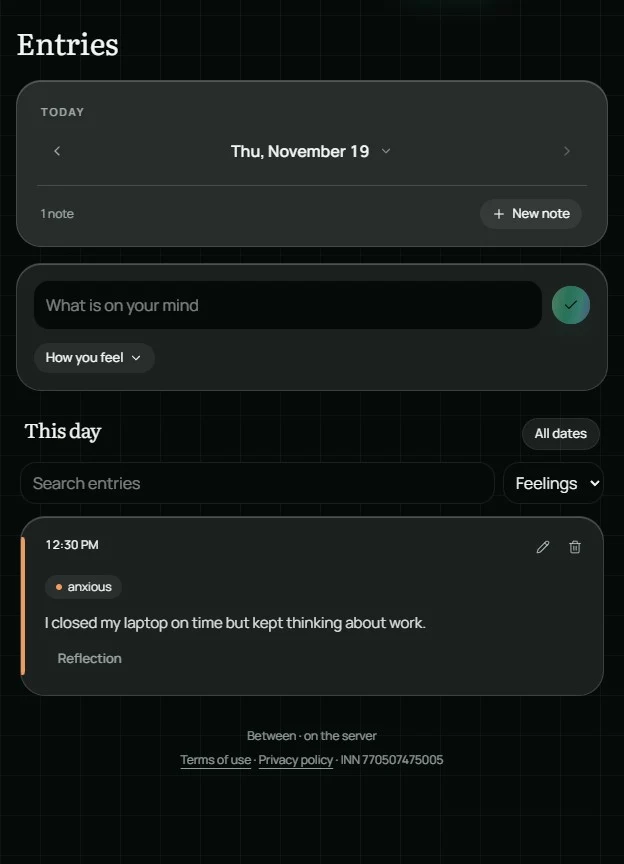 Entries
TODAY
Thu, November 19
1 note
+ New note
What is on your mind
How you feel
This day
All dates
Search entries
Feelings
12:30 PM
anxious
I closed my laptop on time but kept thinking about work.
Reflection
Between · on the server
Terms of use · Privacy policy · INN 770507475005